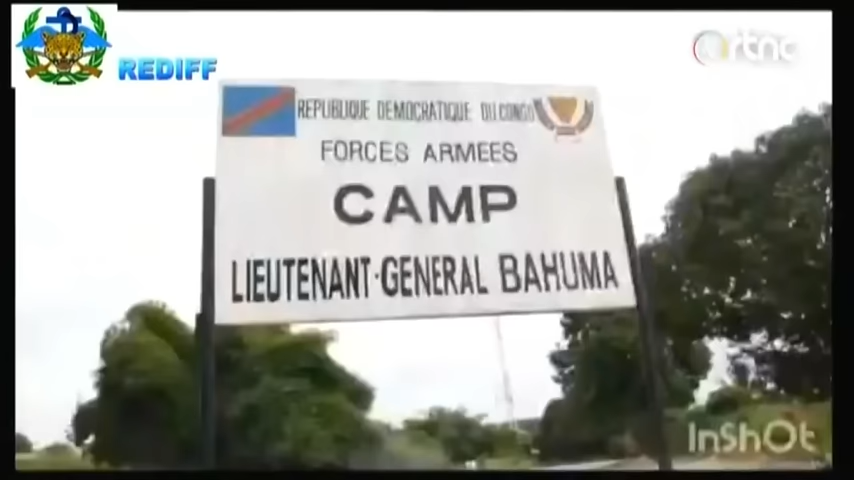 REDIFF
rtnc
REPUBLIQUE DEMOCRATIQUE DU CONGO
FORCES ARMEES
CAMP
LIEUTENANT-GENERAL BAHUMA
InShOt